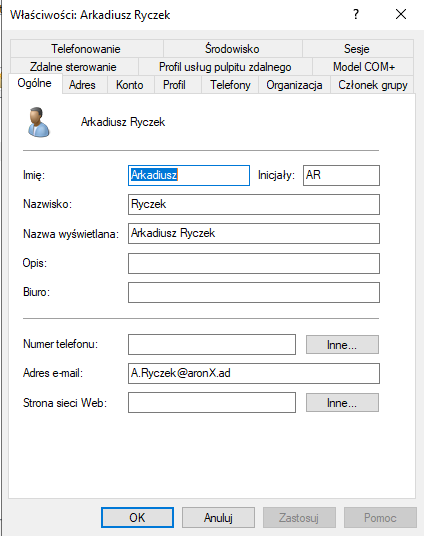 Właściwości: Arkadiusz Ryczek ? ×
Telefonowanie Środowisko Sesje
Zdalne sterowanie Profil usług pulpitu zdalnego Model COM+
Ogólne Adres Konto Profil Telefony Organizacja Członek grupy
Arkadiusz Ryczek
Imię: Arkadiusz Inicjały: AR
Nazwisko: Ryczek
Nazwa wyświetlana: Arkadiusz Ryczek
Opis:
Biuro:
Numer telefonu: Inne...
Adres e-mail: A.Ryczek@aronX.ad
Strona sieci Web: Inne...
OK Anuluj Zastosuj Pomoc